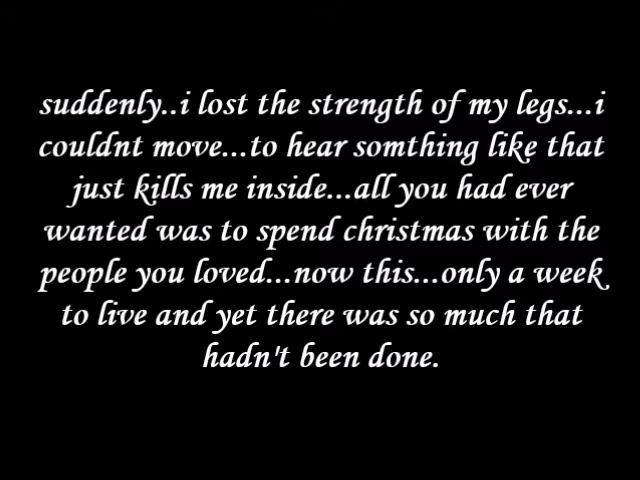 suddenly..i lost the strength of my legs...i
couldnt move...to hear somthing like that
just kills me inside...all you had ever
wanted was to spend christmas with the
people you loved...now this...only a week
to live and yet there was so much that
hadn't been done.